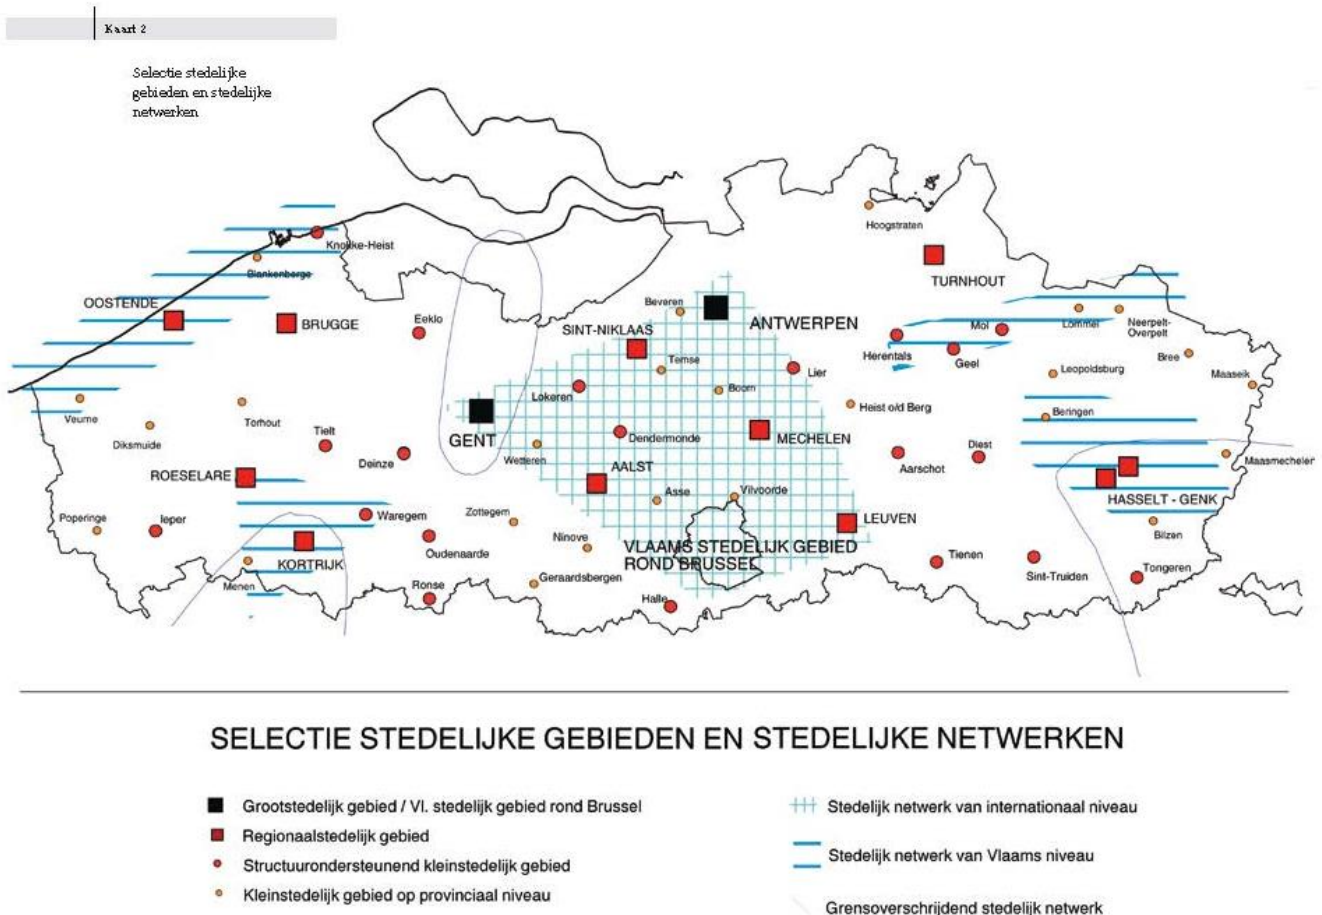 Kaart 2
Selectie stedelijke
gebieden en stedelijke
netwerken
Hoogstraten
Knokke-Heist
Blankenberge
TURNHOUT
OOSTENDE
BRUGGE
Eeklo
Beveren
SINT-NIKLAAS
ANTWERPEN
Mol
Lommel
Neerpelt-
Overpelt
Herentals
Geel
Bree
Temse
Lier
Leopoldsburg
Maaseik
Lokeren
Boom
Heist o/d Berg
Beringen
Veurne
Torhout
Diksmuide
Tielt
GENT
Dendermonde
MECHELEN
Deinze
Wetteren
Aarschot
Diest
Maasmechelen
ROESELARE
AALST
HASSELT - GENK
Asse
Vilvoorde
Poperinge
Ieper
Waregem
Zottegem
LEUVEN
Bilzen
Ninove
VLAAMS STEDELIJK GEBIED
ROND BRUSSEL
Oudenaarde
KORTRIJK
Tienen
Tongeren
Menen
Ronse
Geraardsbergen
Sint-Truiden
Halle
SELECTIE STEDELIJKE GEBIEDEN EN STEDELIJKE NETWERKEN
Grootstedelijk gebied / Vl. stedelijk gebied rond Brussel
Regionaalstedelijk gebied
Structuurondersteunend kleinstedelijk gebied
Kleinstedelijk gebied op provinciaal niveau
Stedelijk netwerk van internationaal niveau
Stedelijk netwerk van Vlaams niveau
Grensoverschrijdend stedelijk netwerk